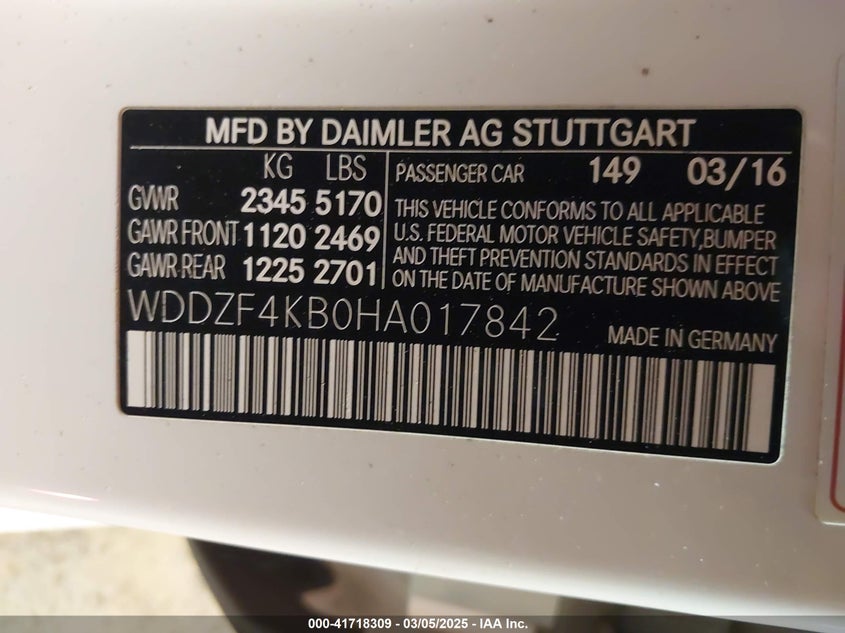 MFD BY DAIMLER AG STUTTGART
KG LBS
GVWR 2345 5170
GAWR FRONT 1120 2469
GAWR REAR 1225 2701
PASSENGER CAR 149 03/16
THIS VEHICLE CONFORMS TO ALL APPLICABLE
U.S. FEDERAL MOTOR VEHICLE SAFETY,BUMPER
AND THEFT PREVENTION STANDARDS IN EFFECT
ON THE DATE OF MANUFACTURE SHOWN ABOVE
WDDZF4KB0HA017842
MADE IN GERMANY
000-41718309 — 03/05/2025 — IAA Inc.